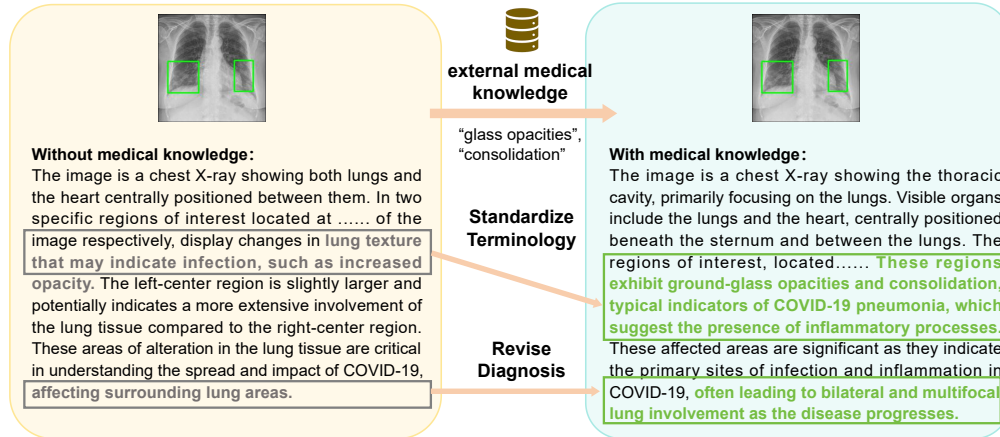 Without medical knowledge:
The image is a chest X-ray showing both lungs and
the heart centrally positioned between them. In two
specific regions of interest located at ...... of the
image respectively, display changes in lung texture
that may indicate infection, such as increased
opacity. The left-center region is slightly larger and
potentially indicates a more extensive involvement of
the lung tissue compared to the right-center region.
These areas of alteration in the lung tissue are critical
in understanding the spread and impact of COVID-19,
affecting surrounding lung areas.
external medical
knowledge
“glass opacities”,
“consolidation”
Standardize
Terminology
Revise
Diagnosis
With medical knowledge:
The image is a chest X-ray showing the thoracic
cavity, primarily focusing on the lungs. Visible organs
include the lungs and the heart, centrally positioned
beneath the sternum and between the lungs. The
regions of interest, located...... These regions
exhibit ground-glass opacities and consolidation,
typical indicators of COVID-19 pneumonia, which
suggest the presence of inflammatory processes.
These affected areas are significant as they indicate
the primary sites of infection and inflammation in
COVID-19, often leading to bilateral and multifocal
lung involvement as the disease progresses.